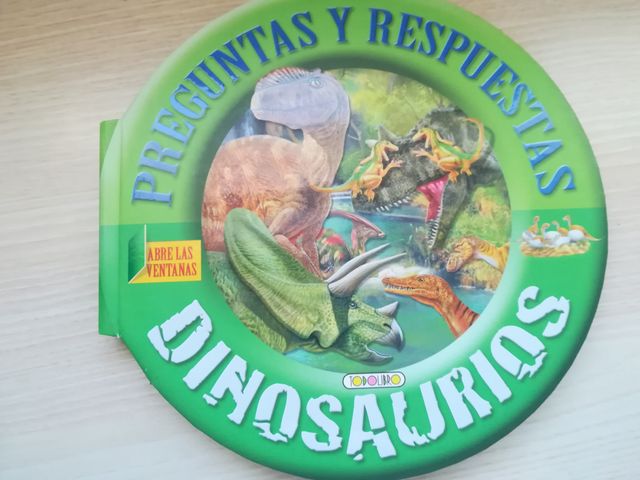 PREGUNTAS Y RESPUESTAS
ABRE LAS
VENTANAS
DINOSAURIOS
TODOLIBRO